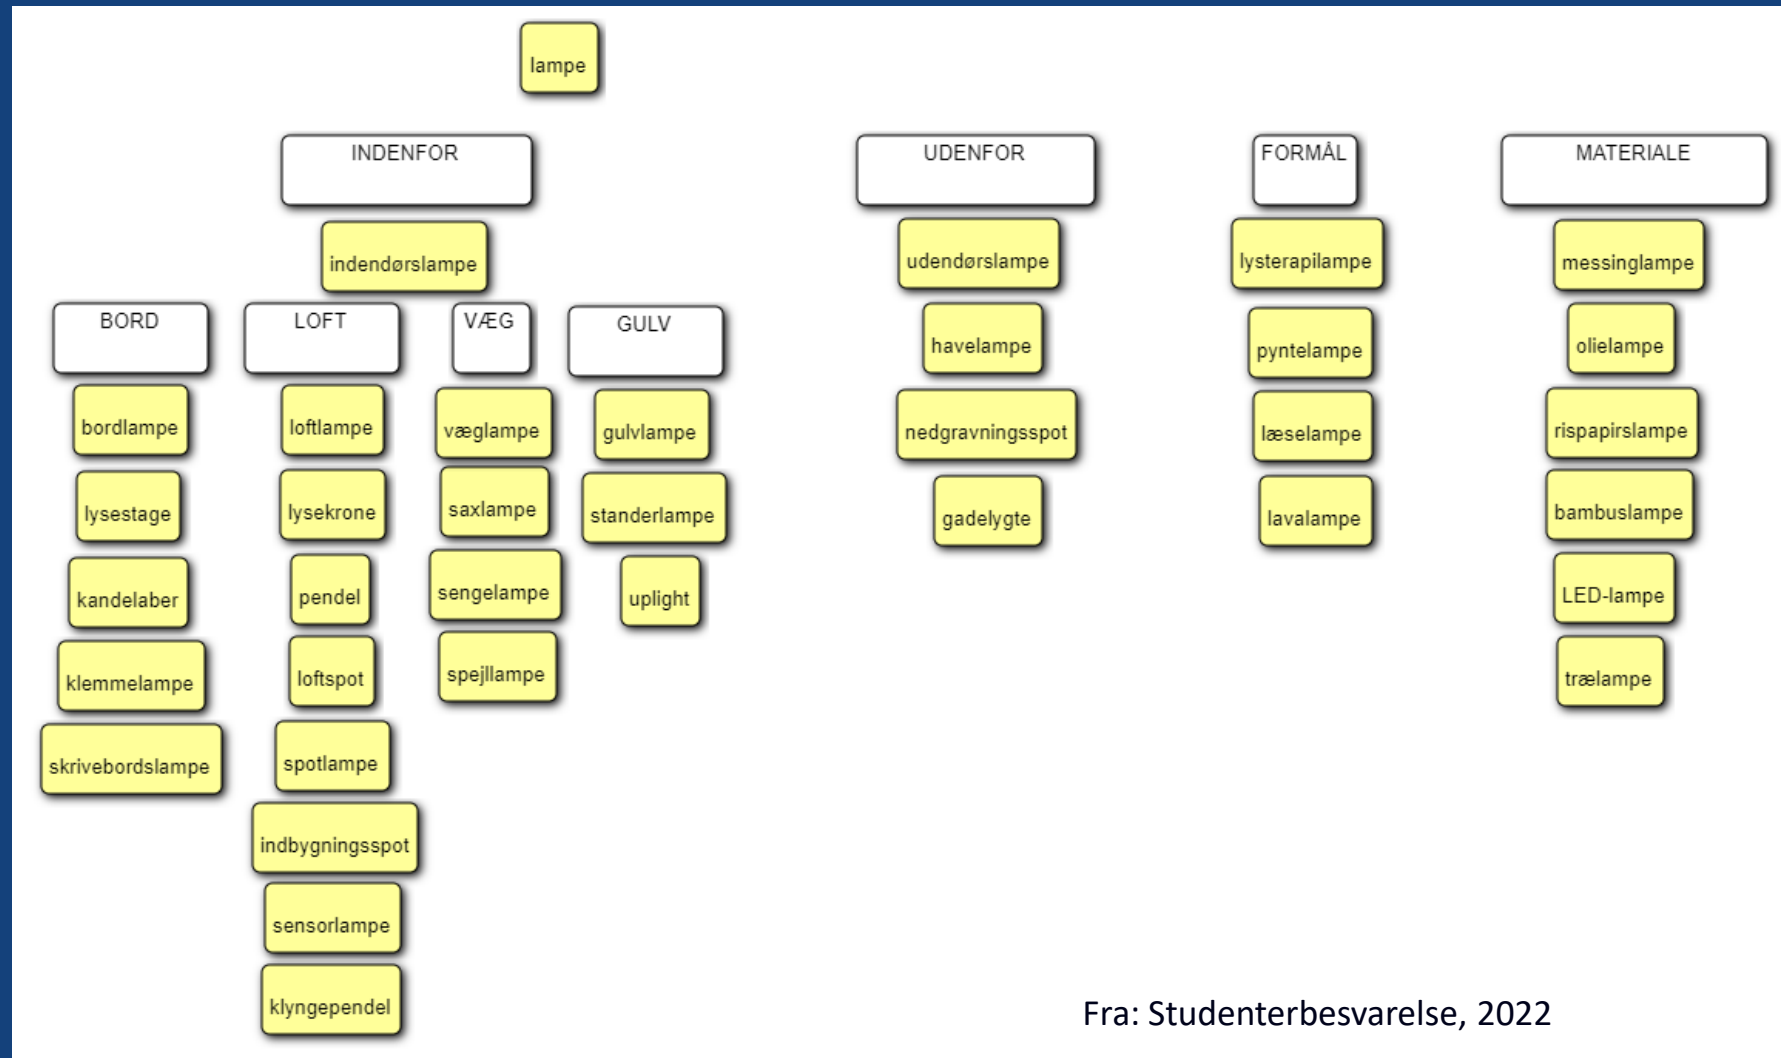 lampe
INDENFOR
indendørslampe
BORD
bordlampe
lysestage
kandelaber
klemmelampe
skrivebordslampe
LOFT
loftlampe
lysekrone
pendel
loftspot
spotlampe
indbygningsspot
sensorlampe
klyngependel
VÆG
væglampe
saxlampe
sengelampe
spejllampe
GULV
gulvlampe
standerlampe
uplight
UDENFOR
udendørslampe
havelampe
nedgravningsspot
gadelygte
FORMÅL
lysterapilampe
pyntelampe
læselampe
lavalampe
MATERIALE
messinglampe
olielampe
rispapirslampe
bambuslampe
LED-lampe
trælampe
Fra: Studenterbesvarelse, 2022